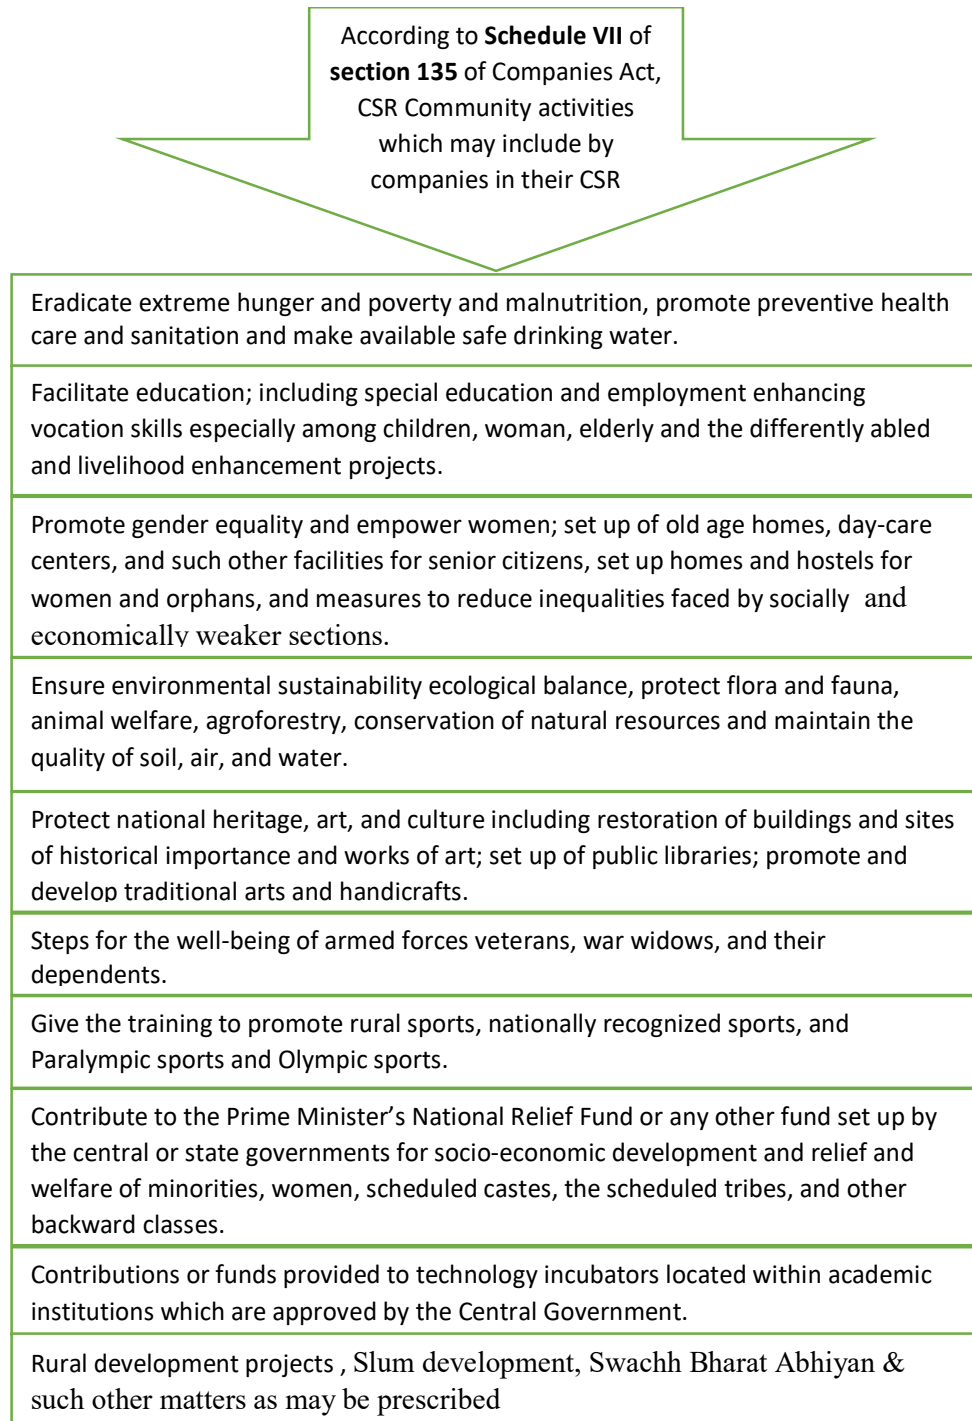 According to Schedule VII of
section 135 of Companies Act,
CSR Community activities
which may include by
companies in their CSR
Eradicate extreme hunger and poverty and malnutrition, promote preventive health
care and sanitation and make available safe drinking water.
Facilitate education; including special education and employment enhancing
vocation skills especially among children, woman, elderly and the differently abled
and livelihood enhancement projects.
Promote gender equality and empower women; set up of old age homes, day-care
centers, and such other facilities for senior citizens, set up homes and hostels for
women and orphans, and measures to reduce inequalities faced by socially and
economically weaker sections.
Ensure environmental sustainability ecological balance, protect flora and fauna,
animal welfare, agroforestry, conservation of natural resources and maintain the
quality of soil, air, and water.
Protect national heritage, art, and culture including restoration of buildings and sites
of historical importance and works of art; set up of public libraries; promote and
develop traditional arts and handicrafts.
Steps for the well-being of armed forces veterans, war widows, and their
dependents.
Give the training to promote rural sports, nationally recognized sports, and
Paralympic sports and Olympic sports.
Contribute to the Prime Minister’s National Relief Fund or any other fund set up by
the central or state governments for socio-economic development and relief and
welfare of minorities, women, scheduled castes, the scheduled tribes, and other
backward classes.
Contributions or funds provided to technology incubators located within academic
institutions which are approved by the Central Government.
Rural development projects , Slum development, Swachh Bharat Abhiyan &
such other matters as may be prescribed